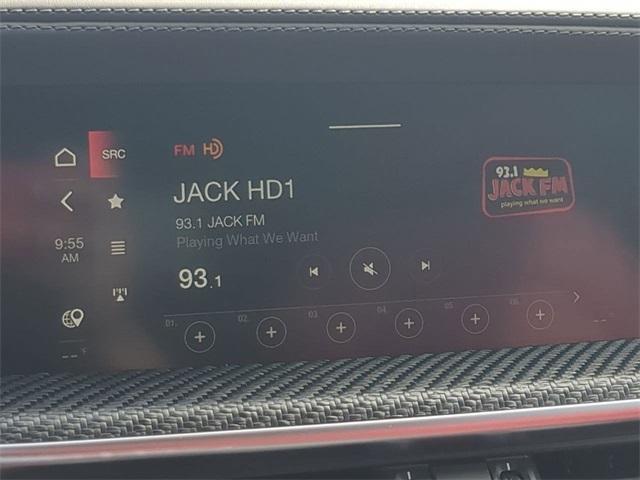 SRC
FM HD
JACK HD1
93.1 JACK FM
Playing What We Want
93.1
JACK FM
playing what we want
9:55
AM
93.1
01. 02. 03. 04. 05. 06.
-- °F
--